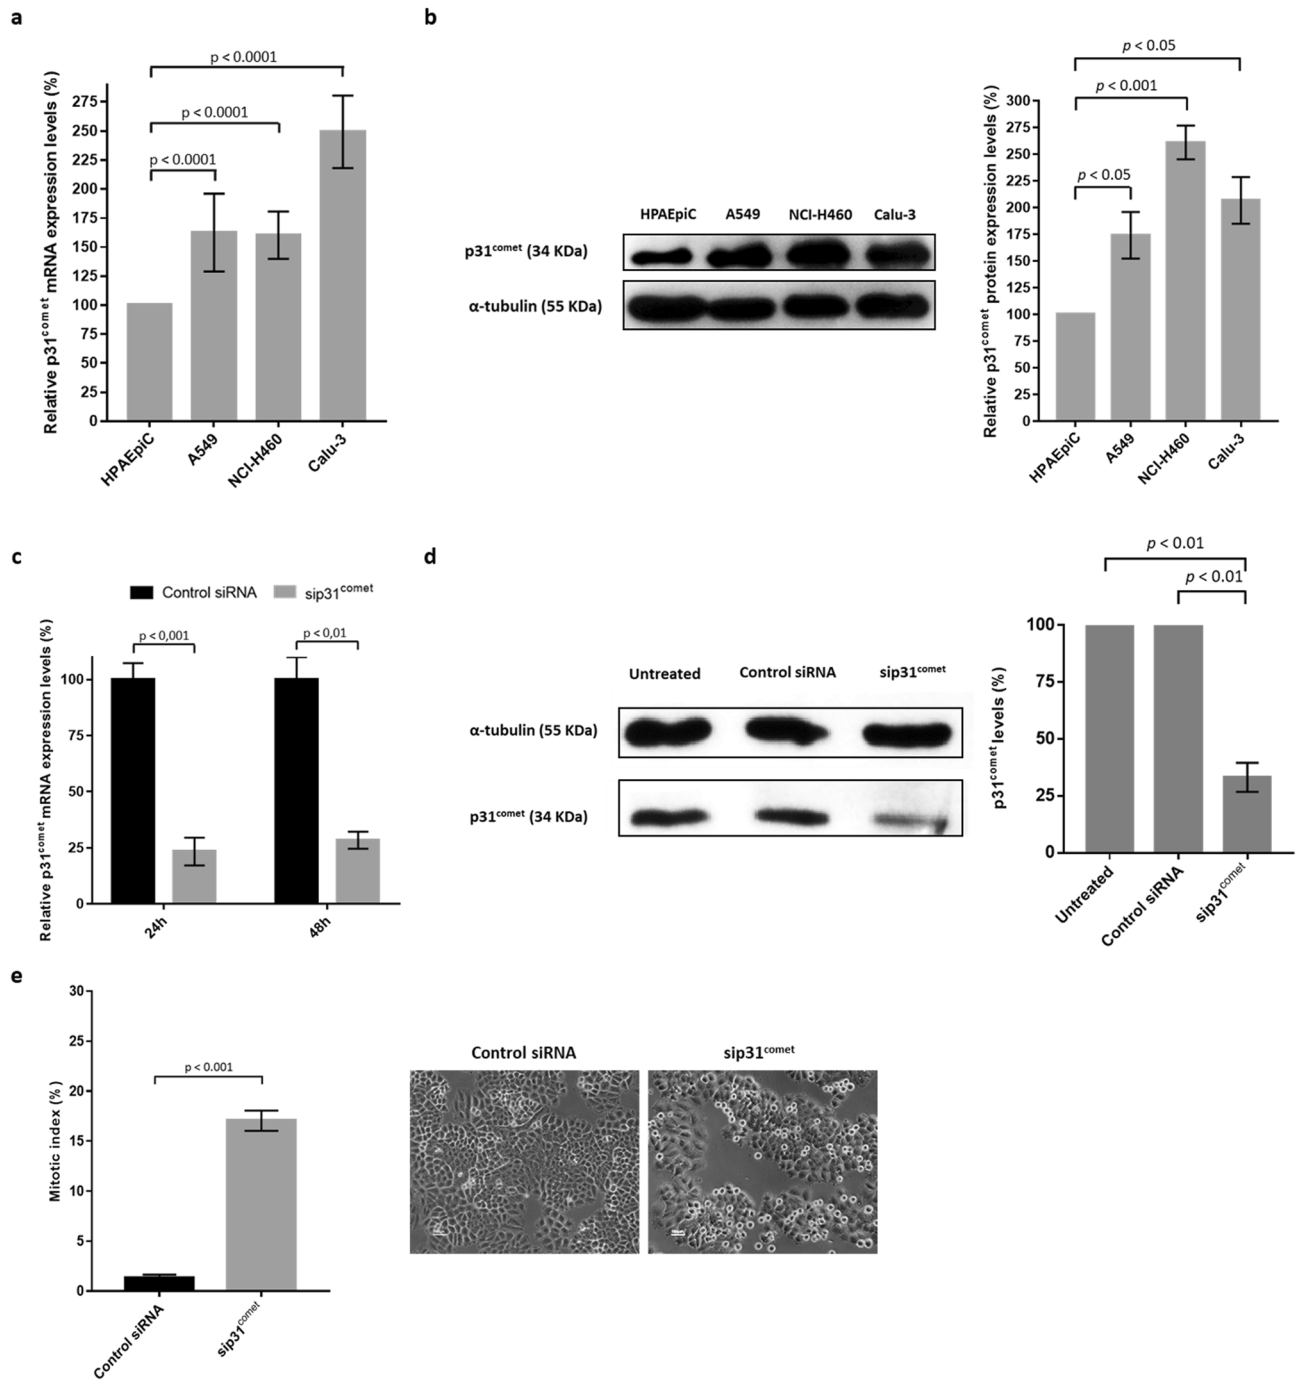 a
Relative p31comet mRNA expression levels (%)
p < 0.0001
p < 0.0001
p < 0.0001
275
250
225
200
175
150
125
100
75
50
25
0
HPAEpiC
A549
NCI-H460
Calu-3
b
HPAEpiC A549 NCI-H460 Calu-3
p31comet (34 KDa)
α-tubulin (55 KDa)
Relative p31comet protein expression levels (%)
p < 0.05
p < 0.001
p < 0.05
300
275
250
225
200
175
150
125
100
75
50
25
0
HPAEpiC
A549
NCI-H460
Calu-3
c
Control siRNA sip31comet
Relative p31comet mRNA expression levels (%)
p < 0,001
p < 0,01
100
75
50
25
0
24h
48h
d
Untreated Control siRNA sip31comet
α-tubulin (55 KDa)
p31comet (34 KDa)
p31comet levels (%)
p < 0.01
p < 0.01
100
75
50
25
0
Untreated
Control siRNA
sip31comet
e
Mitotic index (%)
p < 0.001
30
25
20
15
10
5
0
Control siRNA
sip31comet
Control siRNA sip31comet